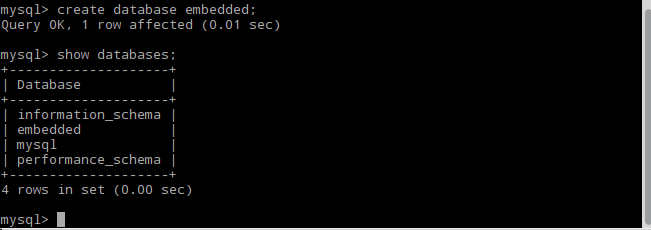 mysql> create database embedded;
Query OK, 1 row affected (0.01 sec)
mysql> show databases;
+--------------------+
| Database           |
+--------------------+
| information_schema |
| embedded           |
| mysql              |
| performance_schema |
+--------------------+
4 rows in set (0.00 sec)
mysql>